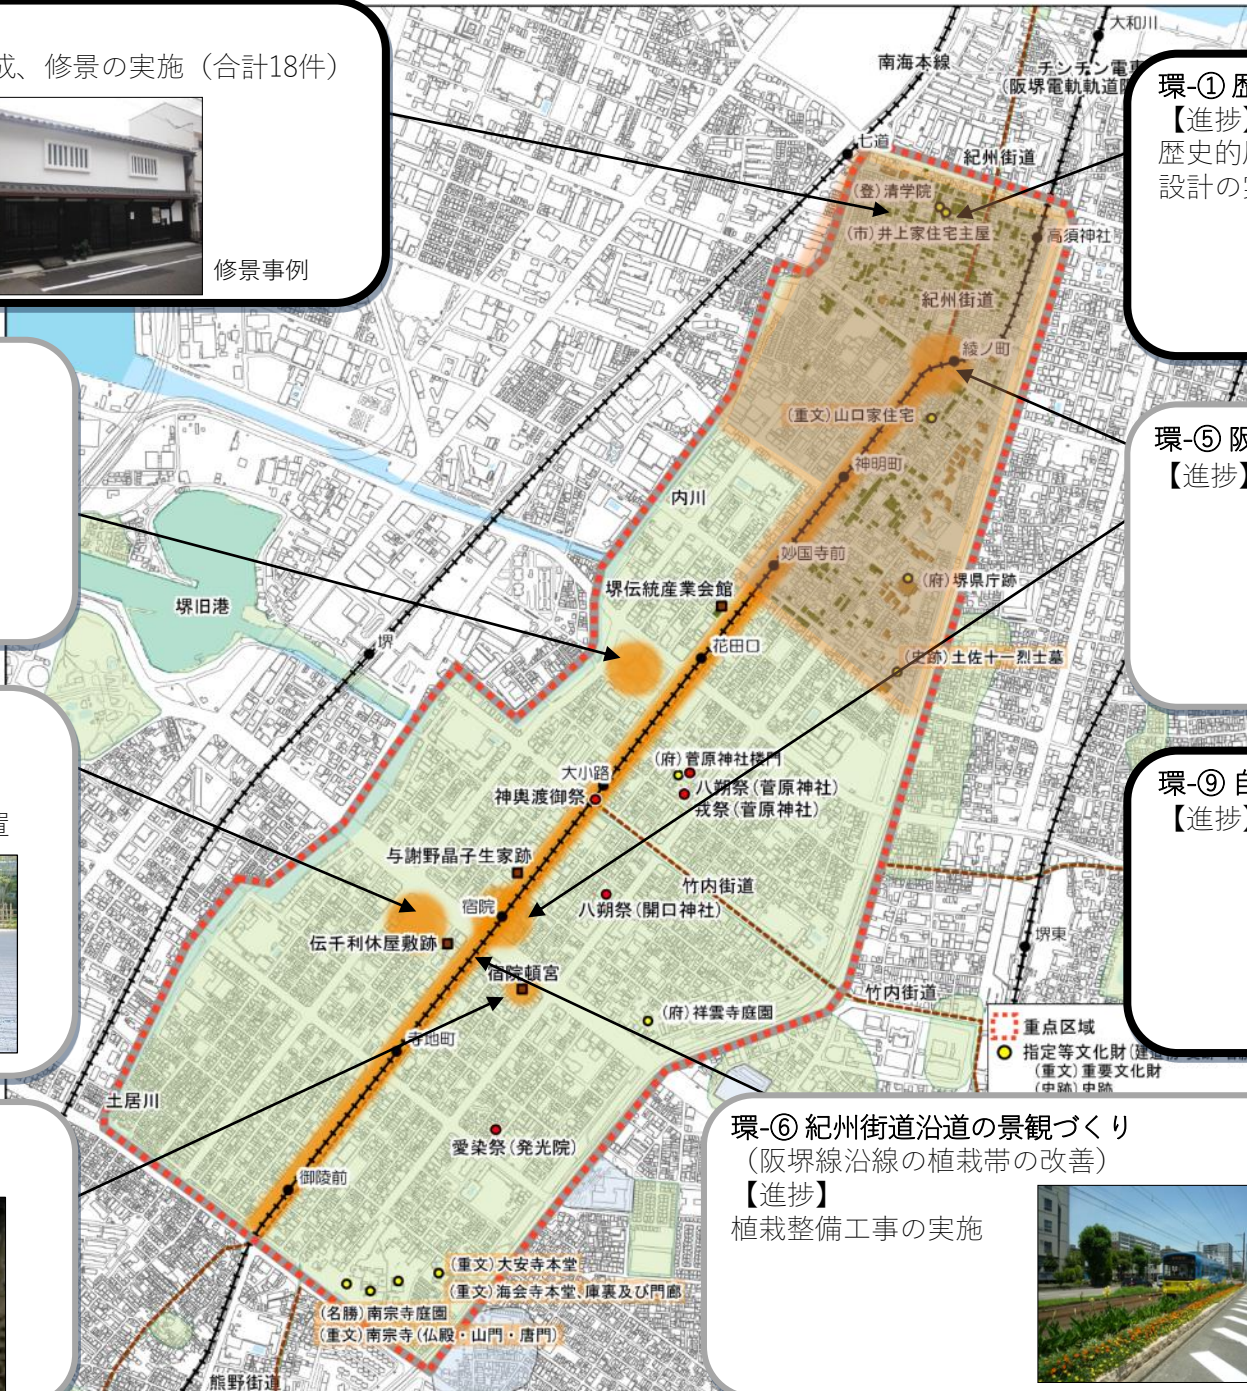 成、修景の実施（合計18件）
修景事例
置
大和川
南海本線
チンチン電車
（阪堺電軌軌道
七道
紀州街道
(登)清学院
(市)井上家住宅主屋
高須神社
紀州街道
綾ノ町
(重文)山口家住宅
神明町
内川
妙国寺前
(府)堺県庁跡
堺伝統産業会館
堺旧港
堺
花田口
(史跡)土佐十一烈士墓
大小路
(府)菅原神社楼門
神輿渡御祭
八朔祭(菅原神社)
戎祭(菅原神社)
与謝野晶子生家跡
竹内街道
宿院
八朔祭(開口神社)
伝千利休屋敷跡
堺東
宿院頓宮
竹内街道
(府)祥雲寺庭園
寺地町
土居川
愛染祭(発光院)
御陵前
(重文)大安寺本堂
(重文)海会寺本堂、庫裏及び門廊
(名勝)南宗寺庭園
(重文)南宗寺(仏殿・山門・唐門)
熊野街道
重点区域
指定等文化財(建造物
(重文)重要文化財
(史跡)史跡
環-① 歴
【進捗】
歴史的
設計の
環-⑤ 阪
【進捗】
環-⑨ 自
【進捗】
環-⑥ 紀州街道沿道の景観づくり
（阪堺線沿線の植栽帯の改善）
【進捗】
植栽整備工事の実施